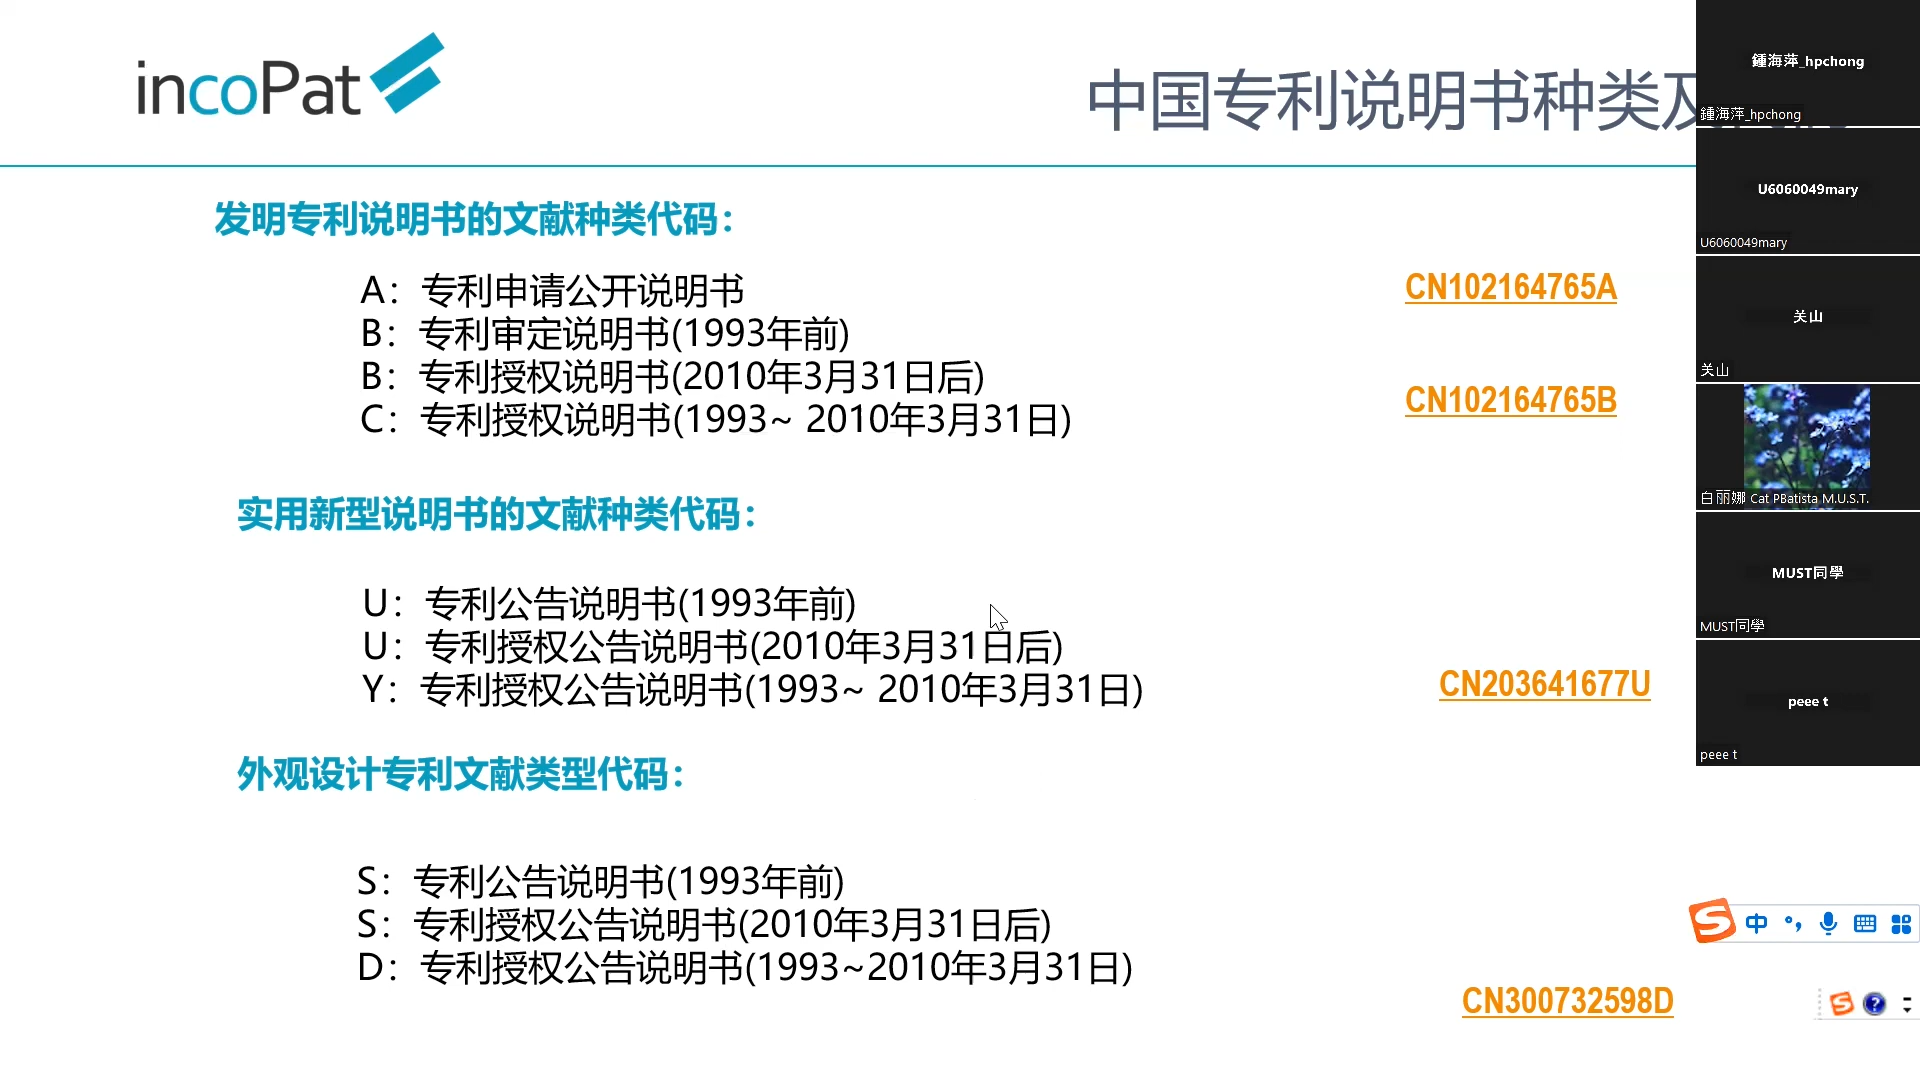 incoPat
中国专利说明书种类及
发明专利说明书的文献种类代码：
A：专利申请公开说明书
CN102164765A
B：专利审定说明书(1993年前)
B：专利授权说明书(2010年3月31日后)
CN102164765B
C：专利授权说明书(1993~ 2010年3月31日)
实用新型说明书的文献种类代码：
U：专利公告说明书(1993年前)
U：专利授权公告说明书(2010年3月31日后)
Y：专利授权公告说明书(1993~ 2010年3月31日)
CN203641677U
外观设计专利文献类型代码：
S：专利公告说明书(1993年前)
S：专利授权公告说明书(2010年3月31日后)
D：专利授权公告说明书(1993~2010年3月31日)
CN300732598D
鍾海萍_hpchong
鍾海萍_hpchong
U6060049mary
U6060049mary
关山
关山
白丽娜 Cat PBatista M.U.S.T.
MUST同學
MUST同學
peee t
peee t
中